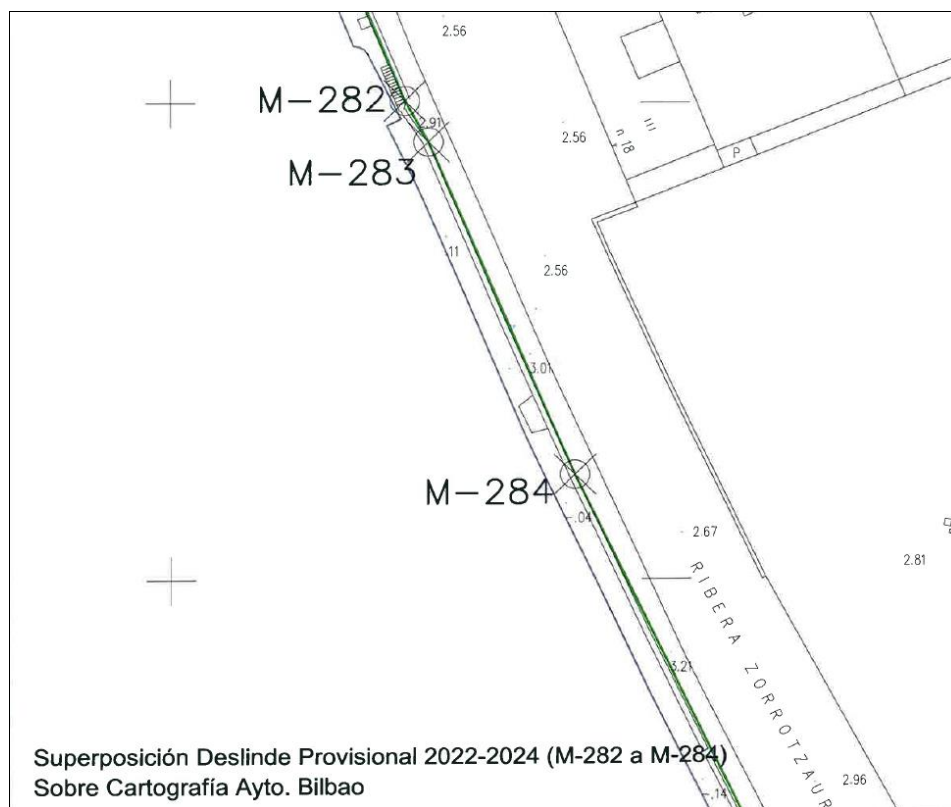 2.56
M-282
2.91
2.56
n 18
III
P.
M-283
.11
2.56
3.01
M-284
-.04
2.67
2.81
RIBERA ZORROTZAUR
3.21
2.96
-.14
Superposición Deslinde Provisional 2022-2024 (M-282 a M-284)
Sobre Cartografía Ayto. Bilbao